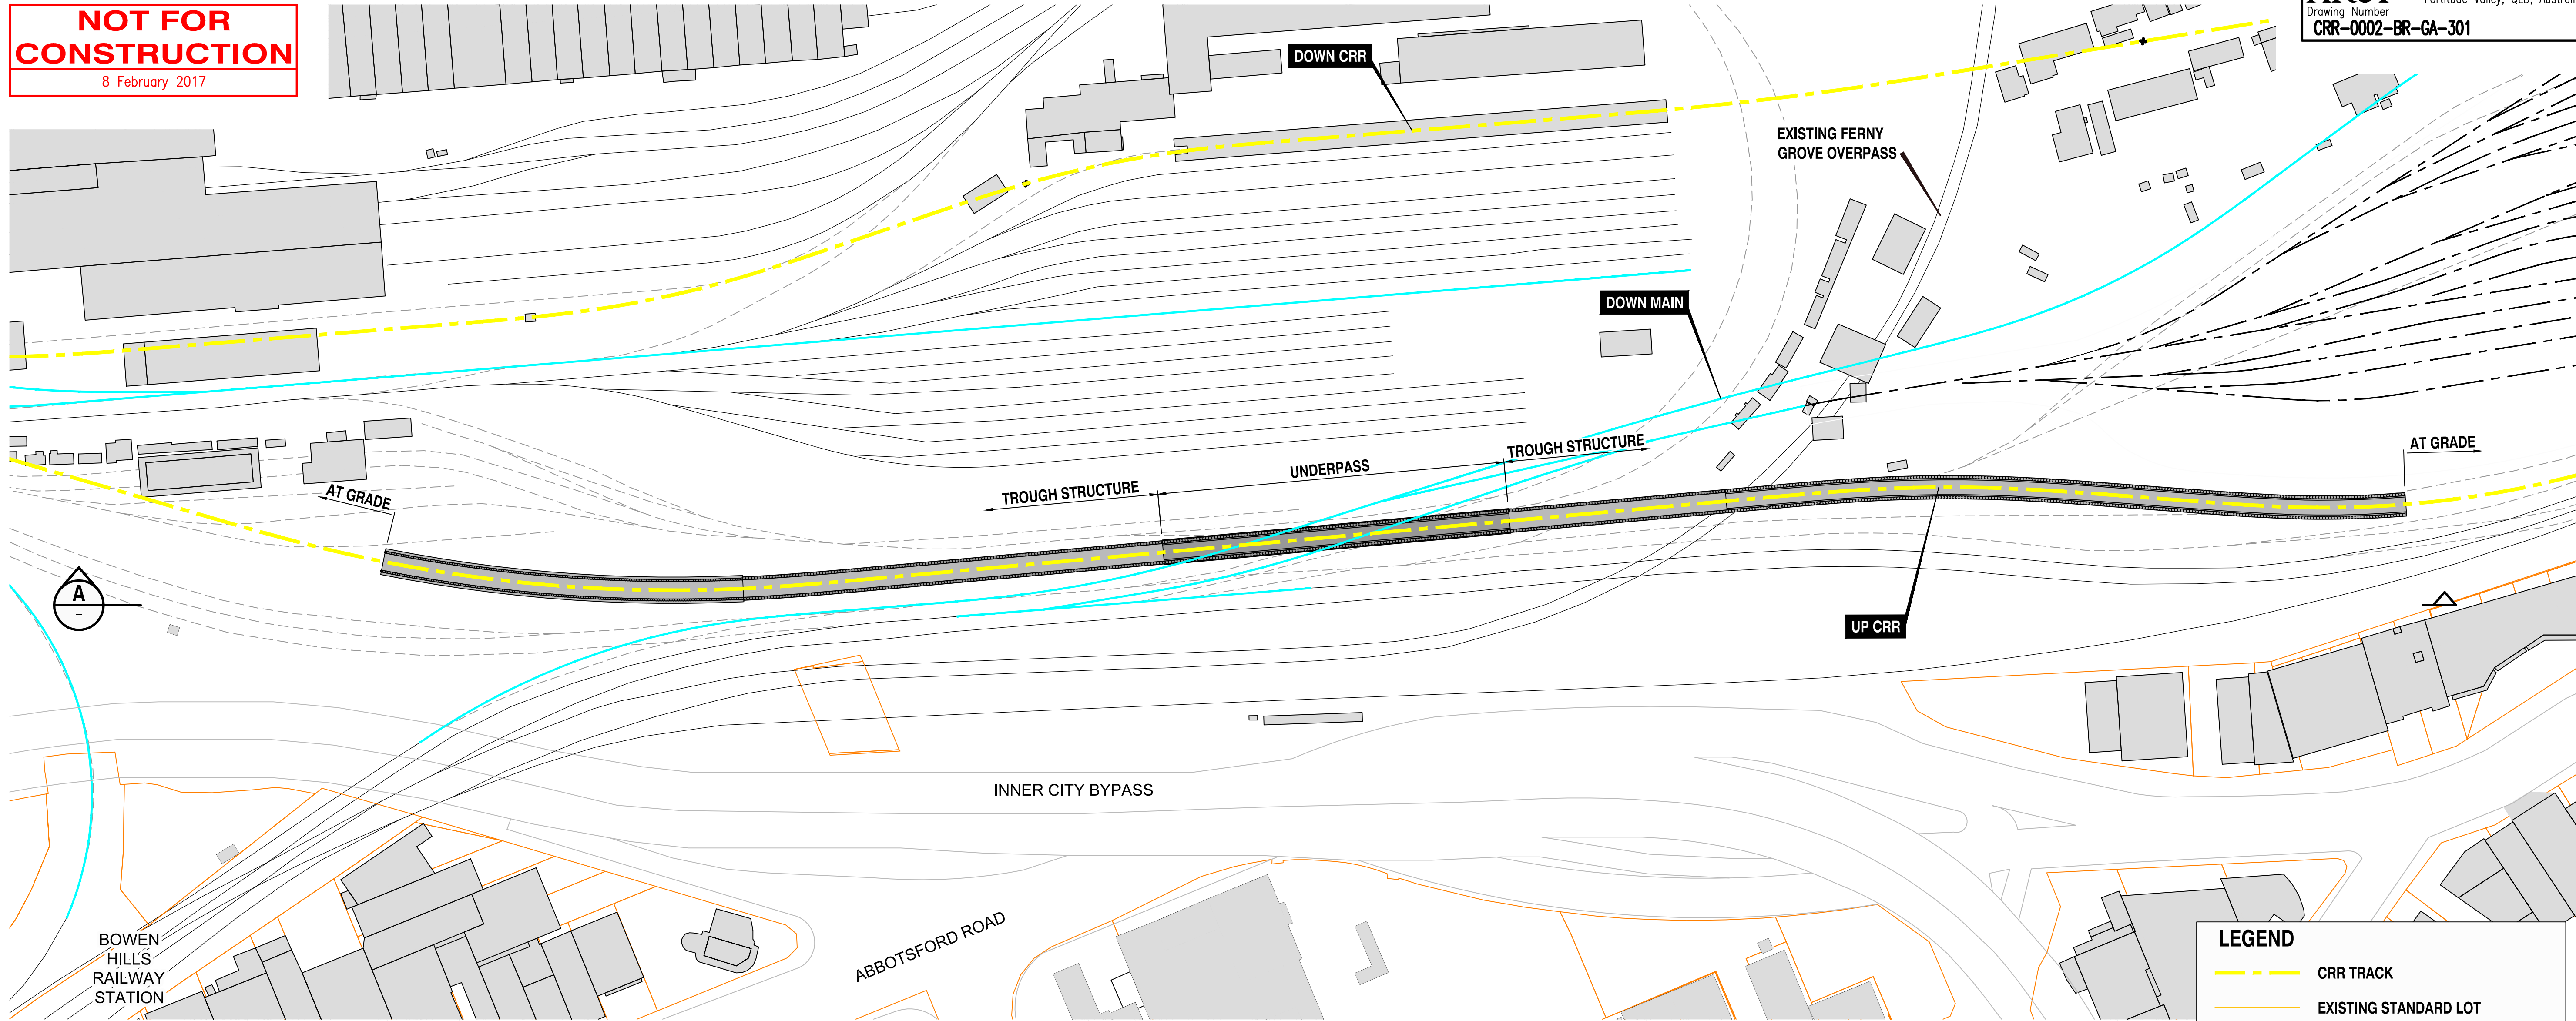 NOT FOR
CONSTRUCTION
8 February 2017
Drawing Number
CRR-0002-BR-GA-301
DOWN CRR
EXISTING FERNY
GROVE OVERPASS
DOWN MAIN
AT GRADE
TROUGH STRUCTURE
UNDERPASS
TROUGH STRUCTURE
AT GRADE
A
-
UP CRR
INNER CITY BYPASS
ABBOTSFORD ROAD
BOWEN
HILLS
RAILWAY
STATION
LEGEND
CRR TRACK
EXISTING STANDARD LOT